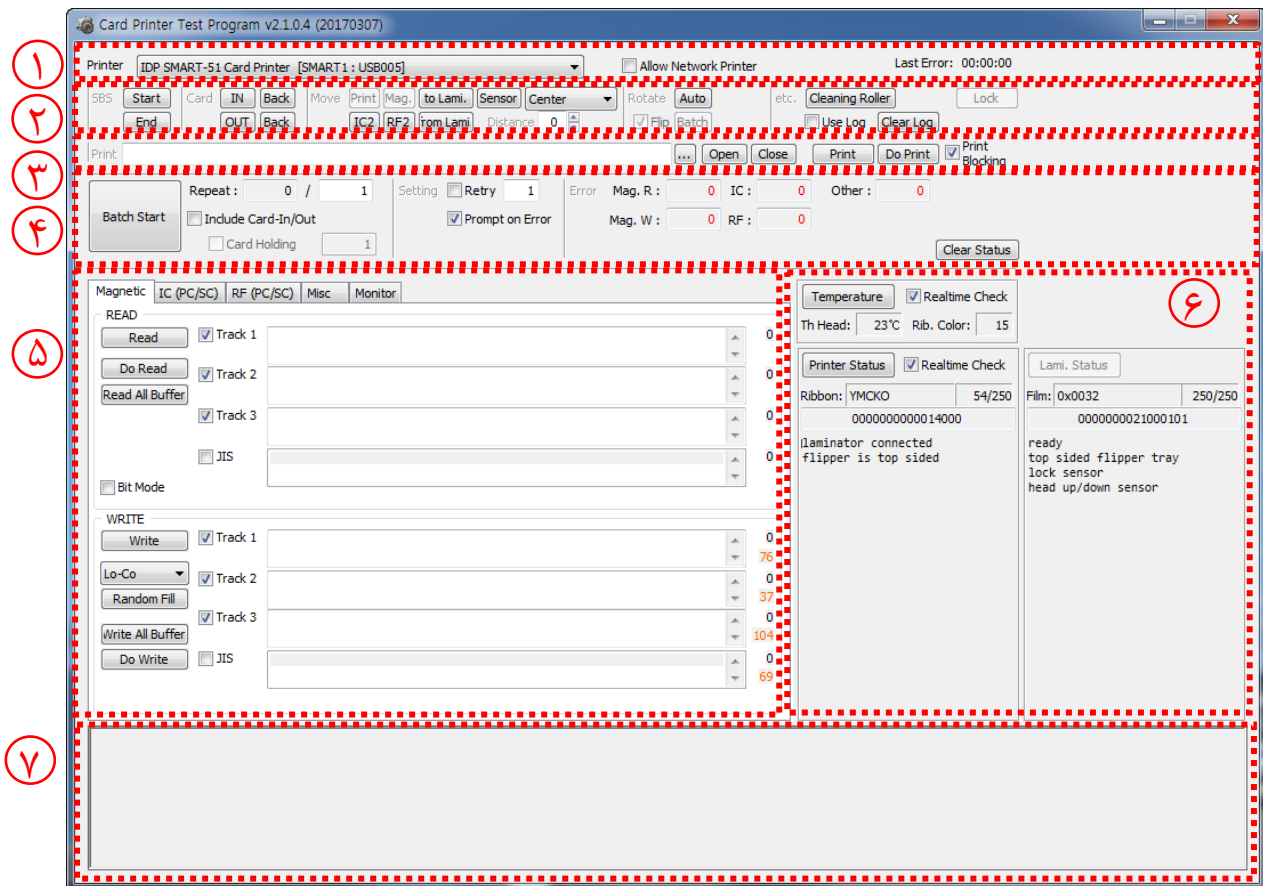 Card Printer Test Program v2.1.0.4 (20170307)
۱
Printer IDP SMART-51 Card Printer [SMART1 : USB005] Allow Network Printer Last Error: 00:00:00
۲
SBS Start Card IN Back Move Print Mag. to Lami. Sensor Center Rotate Auto etc. Cleaning Roller Lock
End OUT Back IC2 RF2 from Lami Distance 0 Flip Batch Use Log Clear Log
۳
Print ... Open Close Print Do Print Print
Blocking
۴
Batch Start Repeat : 0 / 1 Setting Retry 1 Error Mag. R : 0 IC : 0 Other : 0
Include Card-In/Out Prompt on Error Mag. W : 0 RF : 0
Card Holding 1 Clear Status
۵
Magnetic IC (PC/SC) RF (PC/SC) Misc Monitor
READ
Read Track 1 0
Do Read Track 2 0
Read All Buffer
Track 3 0
JIS 0
Bit Mode
WRITE
Write Track 1 0
76
Lo-Co Track 2 0
Random Fill 37
Track 3 0
Write All Buffer 104
Do Write JIS 0
69
۶
Temperature Realtime Check
Th Head: 23℃ Rib. Color: 15
Printer Status Realtime Check
Ribbon: YMCKO 54/250
0000000000014000
laminator connected
flipper is top sided
Lami. Status
Film: 0x0032 250/250
0000000021000101
ready
top sided flipper tray
lock sensor
head up/down sensor
۷